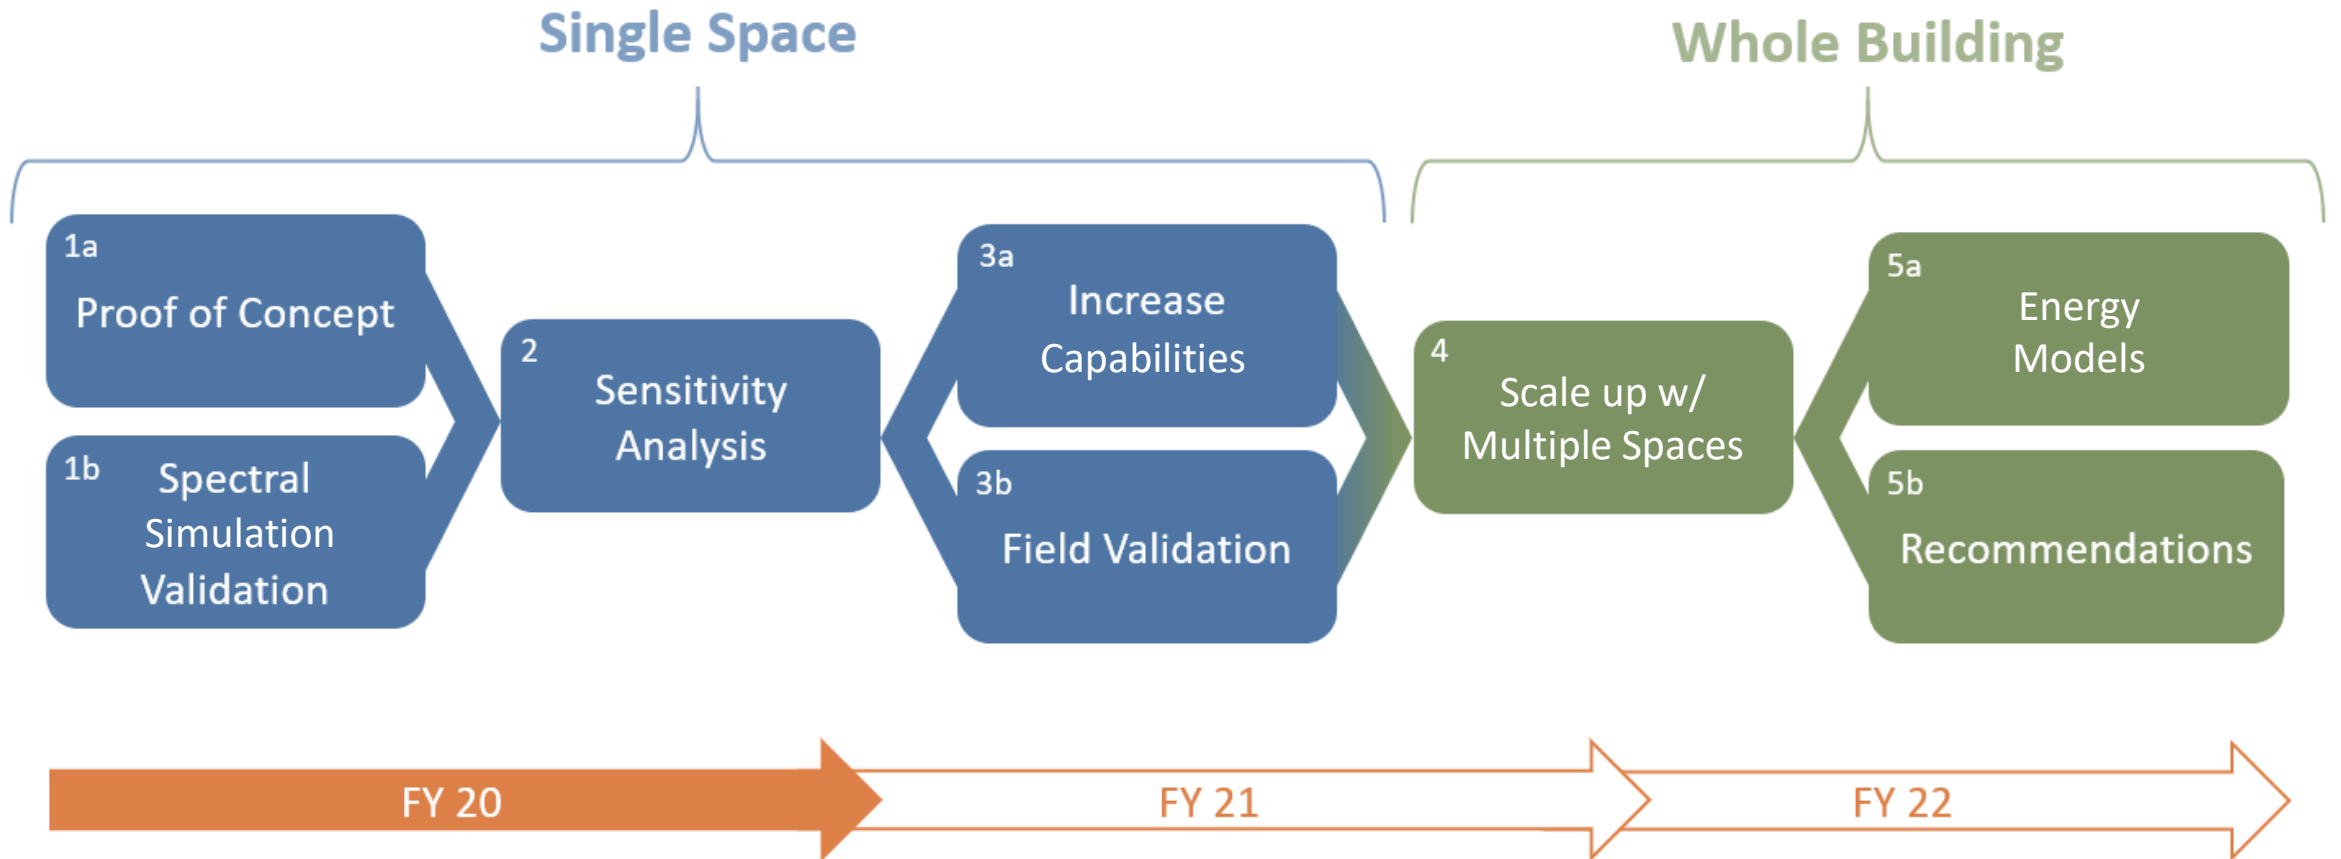 Single Space
Whole Building
1a
Proof of Concept
1b
Spectral
Simulation
Validation
2
Sensitivity
Analysis
3a
Increase
Capabilities
3b
Field Validation
4
Scale up w/
Multiple Spaces
5a
Energy
Models
5b
Recommendations
FY 20
FY 21
FY 22